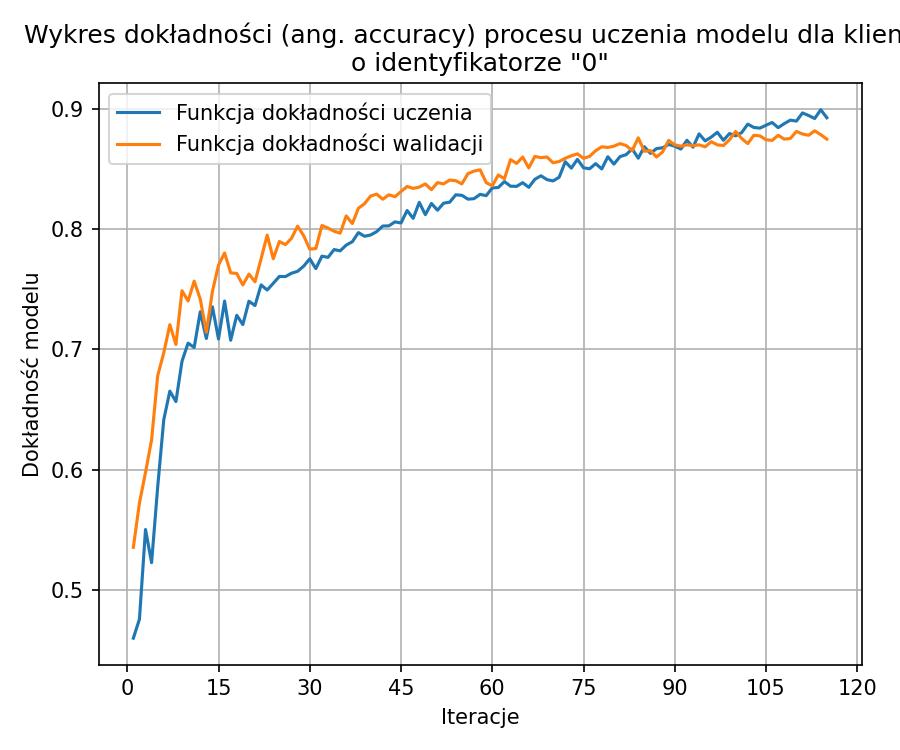 Wykres dokładności (ang. accuracy) procesu uczenia modelu dla
o identyfikatorze "0"
Funkcja dokładności uczenia
Funkcja dokładności walidacji
0.9
0.8
0.7
0.6
0.5
Dokładność modelu
0 15 30 45 60 75 90 105 120
Iteracje